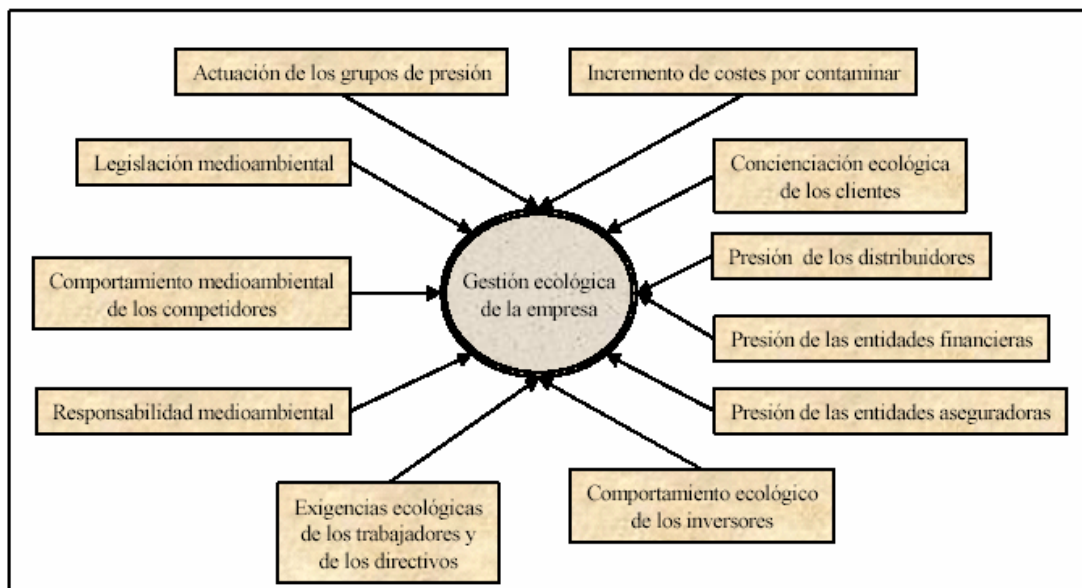 Actuación de los grupos de presión
Incremento de costes por contaminar
Legislación medioambiental
Concienciación ecológica
de los clientes
Comportamiento medioambiental
de los competidores
Gestión ecológica
de la empresa
Presión de los distribuidores
Presión de las entidades financieras
Responsabilidad medioambiental
Presión de las entidades aseguradoras
Exigencias ecológicas
de los trabajadores y
de los directivos
Comportamiento ecológico
de los inversores